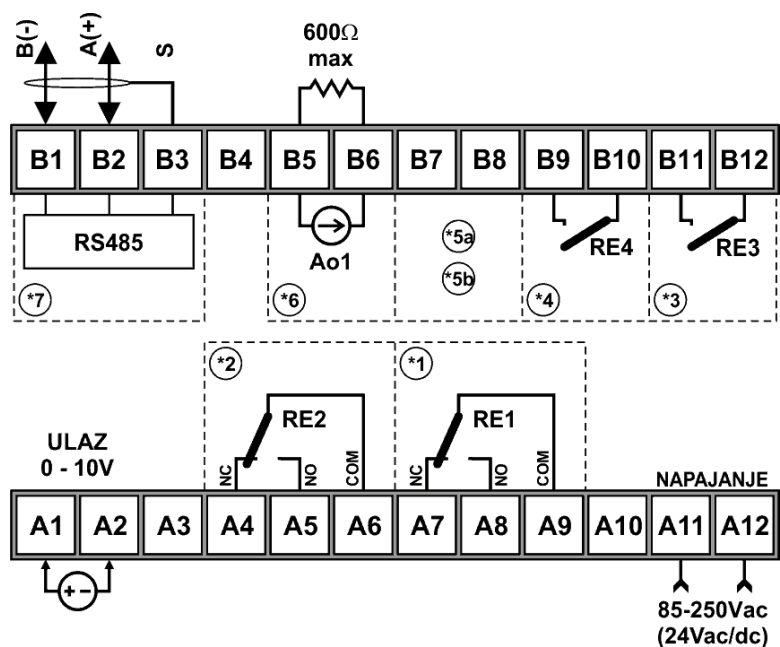 B(-) A(+) S
600Ω
max
B1 B2 B3 B4 B5 B6 B7 B8 B9 B10 B11 B12
RS485
Ao1
*5a
*5b
RE4
RE3
*7
*6
*4
*3
*2
*1
RE2
RE1
ULAZ
0 - 10V
NC NO COM NC NO COM
NAPAJANJE
A1 A2 A3 A4 A5 A6 A7 A8 A9 A10 A11 A12
+ -
85-250Vac
(24Vac/dc)